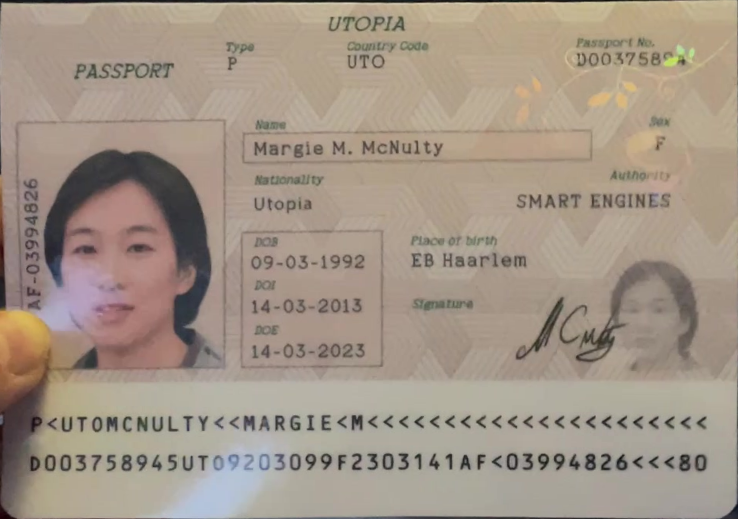 UTOPIA
PASSPORT
Type
P
Country Code
UTO
Passport No.
D00375894
Name
Margie M. McNulty
Sex
F
Nationality
Utopia
Authority
SMART ENGINES
AF-03994826
DOB
09-03-1992
Place of birth
EB Haarlem
DOI
14-03-2013
Signature
M CNulty
DOE
14-03-2023
P<UTOMCNULTY<<MARGIE<M<<<<<<<<<<<<<<<<<<<<<<
D003758945UTO9203099F2303141AF<03994826<<<80